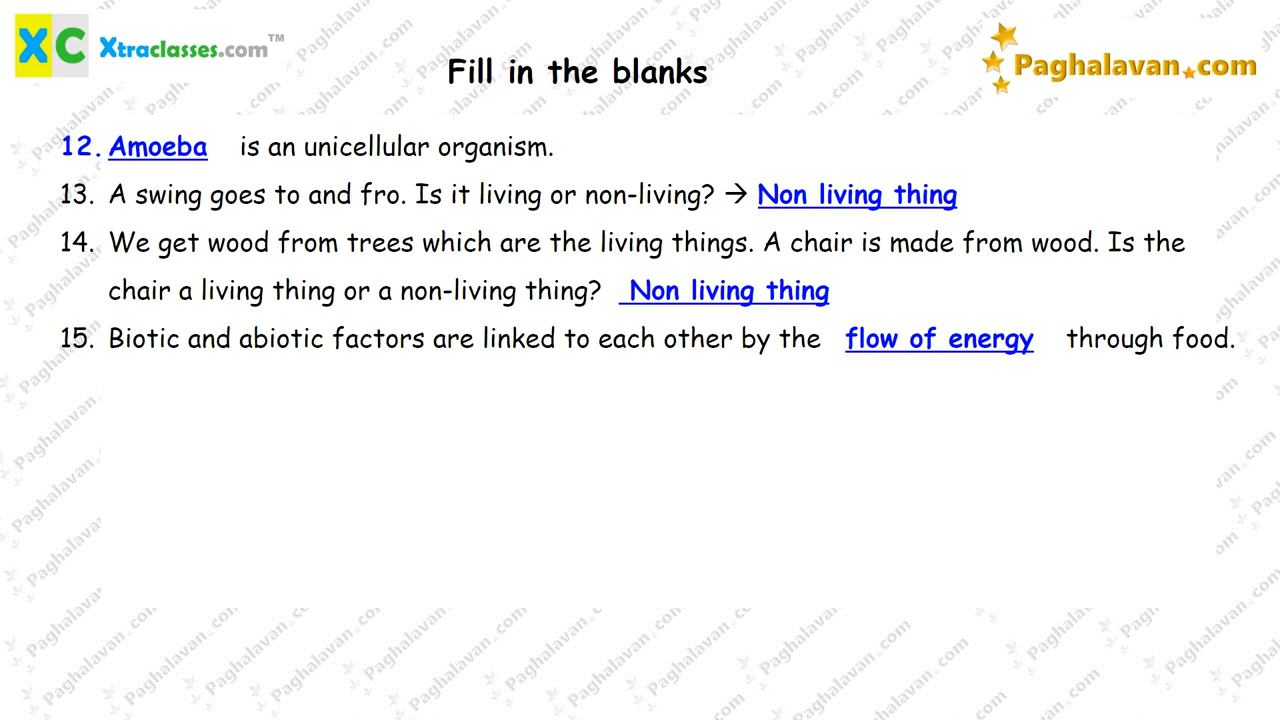 XC Xtraclasses.com™
Paghalavan.com
Fill in the blanks
12. Amoeba is an unicellular organism.
13. A swing goes to and fro. Is it living or non-living? → Non living thing
14. We get wood from trees which are the living things. A chair is made from wood. Is the
chair a living thing or a non-living thing? Non living thing
15. Biotic and abiotic factors are linked to each other by the flow of energy through food.